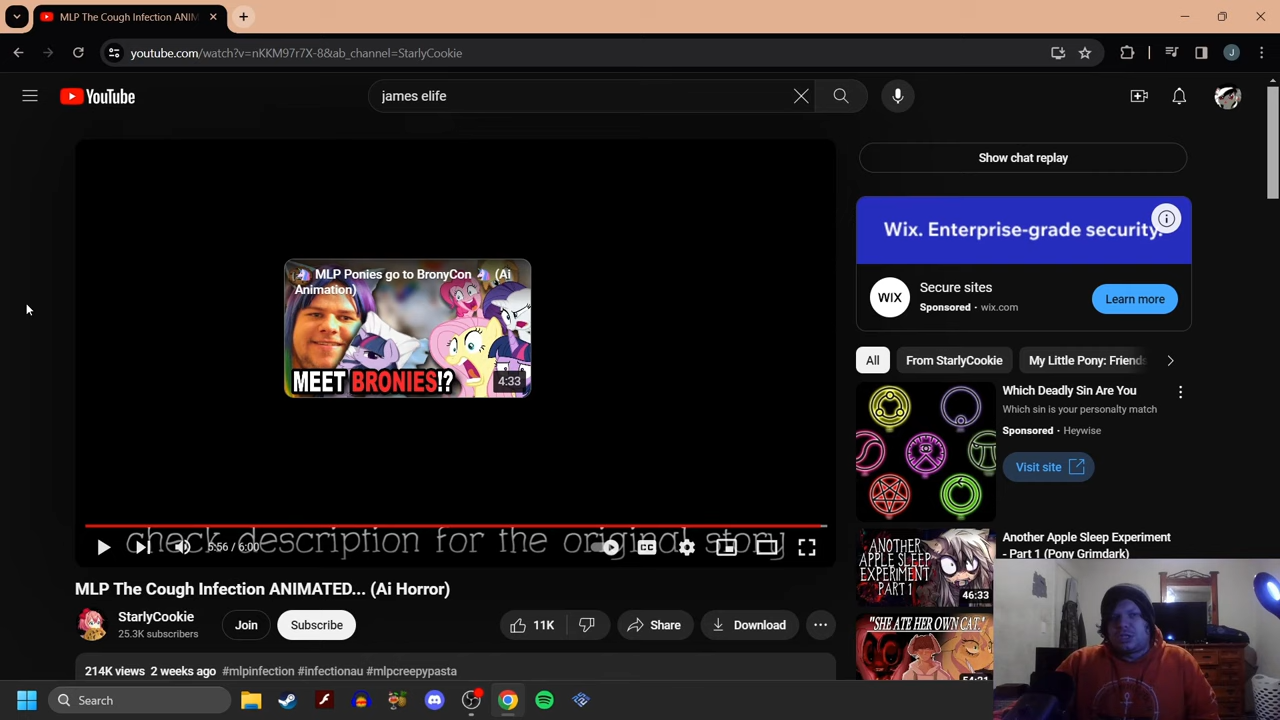 MLP The Cough Infection ANIM
youtube.com/watch?v=nKKM97r7X-8&ab_channel=StarlyCookie
J
YouTube
james elife
Show chat replay
Wix. Enterprise-grade security.
WIX
Secure sites
Sponsored · wix.com
Learn more
MLP Ponies go to BronyCon (Ai
Animation)
MEET BRONIES!?
4:33
All
From StarlyCookie
My Little Pony: Friends
Which Deadly Sin Are You
Which sin is your personalty match
Sponsored · Heywise
Visit site
check description for the original story
5:56 / 6:00
CC
ANOTHER
APPLE SLEEP
EXPERIMENT
PART 1
46:33
Another Apple Sleep Experiment
- Part 1 (Pony Grimdark)
MLP The Cough Infection ANIMATED... (Ai Horror)
StarlyCookie
25.3K subscribers
Join
Subscribe
11K
Share
Download
"SHE ATE HER OWN CAT."
54:31
214K views 2 weeks ago #mlpinfection #infectionau #mlpcreepypasta
Search